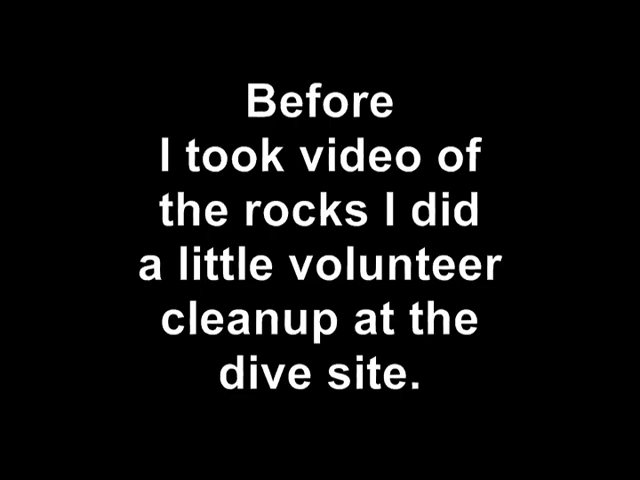 Before
I took video of
the rocks I did
a little volunteer
cleanup at the
dive site.